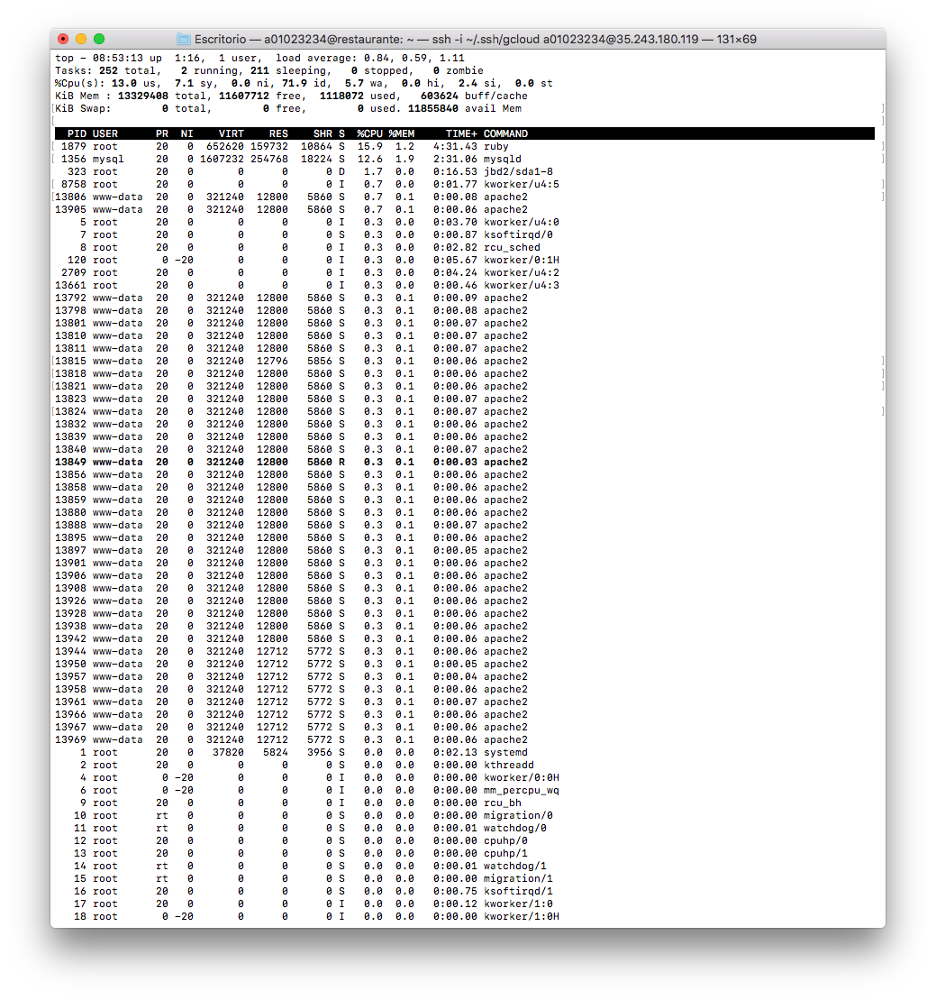 Escritorio — a01023234@restaurante: ~ — ssh -i ~/.ssh/gcloud a01023234@35.243.180.119 — 131×69
top - 08:53:13 up  1:16,  1 user,  load average: 0.84, 0.59, 1.11
Tasks: 252 total,   2 running, 211 sleeping,   0 stopped,   0 zombie
%Cpu(s): 13.0 us,  7.1 sy,  0.0 ni, 71.9 id,  5.7 wa,  0.0 hi,  2.4 si,  0.0 st
KiB Mem : 13329408 total, 11607712 free,  1118072 used,   603624 buff/cache
KiB Swap:        0 total,        0 free,        0 used. 11855840 avail Mem
PID USER      PR  NI    VIRT    RES    SHR S  %CPU %MEM     TIME+ COMMAND
1879 root      20   0  652620 159732  10864 S  15.9  1.2   4:31.43 ruby
1356 mysql     20   0 1607232 254768  18224 S  12.6  1.9   2:31.06 mysqld
323 root      20   0       0      0      0 D   1.7  0.0   0:16.53 jbd2/sda1-8
8758 root      20   0       0      0      0 I   0.7  0.0   0:01.77 kworker/u4:5
13806 www-data  20   0  321240  12800   5860 S   0.7  0.1   0:00.08 apache2
13905 www-data  20   0  321240  12800   5860 S   0.7  0.1   0:00.06 apache2
5 root      20   0       0      0      0 I   0.3  0.0   0:03.70 kworker/u4:0
7 root      20   0       0      0      0 S   0.3  0.0   0:00.87 ksoftirqd/0
8 root      20   0       0      0      0 I   0.3  0.0   0:02.82 rcu_sched
120 root       0 -20       0      0      0 I   0.3  0.0   0:05.67 kworker/0:1H
2709 root      20   0       0      0      0 I   0.3  0.0   0:04.24 kworker/u4:2
13661 root      20   0       0      0      0 I   0.3  0.0   0:00.46 kworker/u4:3
13792 www-data  20   0  321240  12800   5860 S   0.3  0.1   0:00.09 apache2
13798 www-data  20   0  321240  12800   5860 S   0.3  0.1   0:00.08 apache2
13801 www-data  20   0  321240  12800   5860 S   0.3  0.1   0:00.07 apache2
13810 www-data  20   0  321240  12800   5860 S   0.3  0.1   0:00.07 apache2
13811 www-data  20   0  321240  12800   5860 S   0.3  0.1   0:00.07 apache2
13815 www-data  20   0  321240  12796   5856 S   0.3  0.1   0:00.06 apache2
13818 www-data  20   0  321240  12800   5860 S   0.3  0.1   0:00.06 apache2
13821 www-data  20   0  321240  12800   5860 S   0.3  0.1   0:00.06 apache2
13823 www-data  20   0  321240  12800   5860 S   0.3  0.1   0:00.07 apache2
13824 www-data  20   0  321240  12800   5860 S   0.3  0.1   0:00.07 apache2
13832 www-data  20   0  321240  12800   5860 S   0.3  0.1   0:00.06 apache2
13839 www-data  20   0  321240  12800   5860 S   0.3  0.1   0:00.06 apache2
13840 www-data  20   0  321240  12800   5860 S   0.3  0.1   0:00.07 apache2
13849 www-data  20   0  321240  12800   5860 R   0.3  0.1   0:00.03 apache2
13856 www-data  20   0  321240  12800   5860 S   0.3  0.1   0:00.06 apache2
13858 www-data  20   0  321240  12800   5860 S   0.3  0.1   0:00.06 apache2
13859 www-data  20   0  321240  12800   5860 S   0.3  0.1   0:00.06 apache2
13880 www-data  20   0  321240  12800   5860 S   0.3  0.1   0:00.06 apache2
13888 www-data  20   0  321240  12800   5860 S   0.3  0.1   0:00.07 apache2
13895 www-data  20   0  321240  12800   5860 S   0.3  0.1   0:00.06 apache2
13897 www-data  20   0  321240  12800   5860 S   0.3  0.1   0:00.05 apache2
13901 www-data  20   0  321240  12800   5860 S   0.3  0.1   0:00.06 apache2
13906 www-data  20   0  321240  12800   5860 S   0.3  0.1   0:00.06 apache2
13908 www-data  20   0  321240  12800   5860 S   0.3  0.1   0:00.06 apache2
13926 www-data  20   0  321240  12800   5860 S   0.3  0.1   0:00.06 apache2
13928 www-data  20   0  321240  12800   5860 S   0.3  0.1   0:00.06 apache2
13938 www-data  20   0  321240  12800   5860 S   0.3  0.1   0:00.06 apache2
13942 www-data  20   0  321240  12800   5860 S   0.3  0.1   0:00.06 apache2
13944 www-data  20   0  321240  12712   5772 S   0.3  0.1   0:00.06 apache2
13950 www-data  20   0  321240  12712   5772 S   0.3  0.1   0:00.05 apache2
13957 www-data  20   0  321240  12712   5772 S   0.3  0.1   0:00.04 apache2
13958 www-data  20   0  321240  12712   5772 S   0.3  0.1   0:00.06 apache2
13961 www-data  20   0  321240  12712   5772 S   0.3  0.1   0:00.07 apache2
13966 www-data  20   0  321240  12712   5772 S   0.3  0.1   0:00.06 apache2
13967 www-data  20   0  321240  12712   5772 S   0.3  0.1   0:00.06 apache2
13969 www-data  20   0  321240  12712   5772 S   0.3  0.1   0:00.06 apache2
1 root      20   0   37820   5824   3956 S   0.0  0.0   0:02.13 systemd
2 root      20   0       0      0      0 S   0.0  0.0   0:00.00 kthreadd
4 root       0 -20       0      0      0 I   0.0  0.0   0:00.00 kworker/0:0H
6 root       0 -20       0      0      0 I   0.0  0.0   0:00.00 mm_percpu_wq
9 root      20   0       0      0      0 I   0.0  0.0   0:00.00 rcu_bh
10 root      rt   0       0      0      0 S   0.0  0.0   0:00.00 migration/0
11 root      rt   0       0      0      0 S   0.0  0.0   0:00.01 watchdog/0
12 root      20   0       0      0      0 S   0.0  0.0   0:00.00 cpuhp/0
13 root      20   0       0      0      0 S   0.0  0.0   0:00.00 cpuhp/1
14 root      rt   0       0      0      0 S   0.0  0.0   0:00.01 watchdog/1
15 root      rt   0       0      0      0 S   0.0  0.0   0:00.00 migration/1
16 root      20   0       0      0      0 S   0.0  0.0   0:00.75 ksoftirqd/1
17 root      20   0       0      0      0 I   0.0  0.0   0:00.12 kworker/1:0
18 root       0 -20       0      0      0 I   0.0  0.0   0:00.00 kworker/1:0H